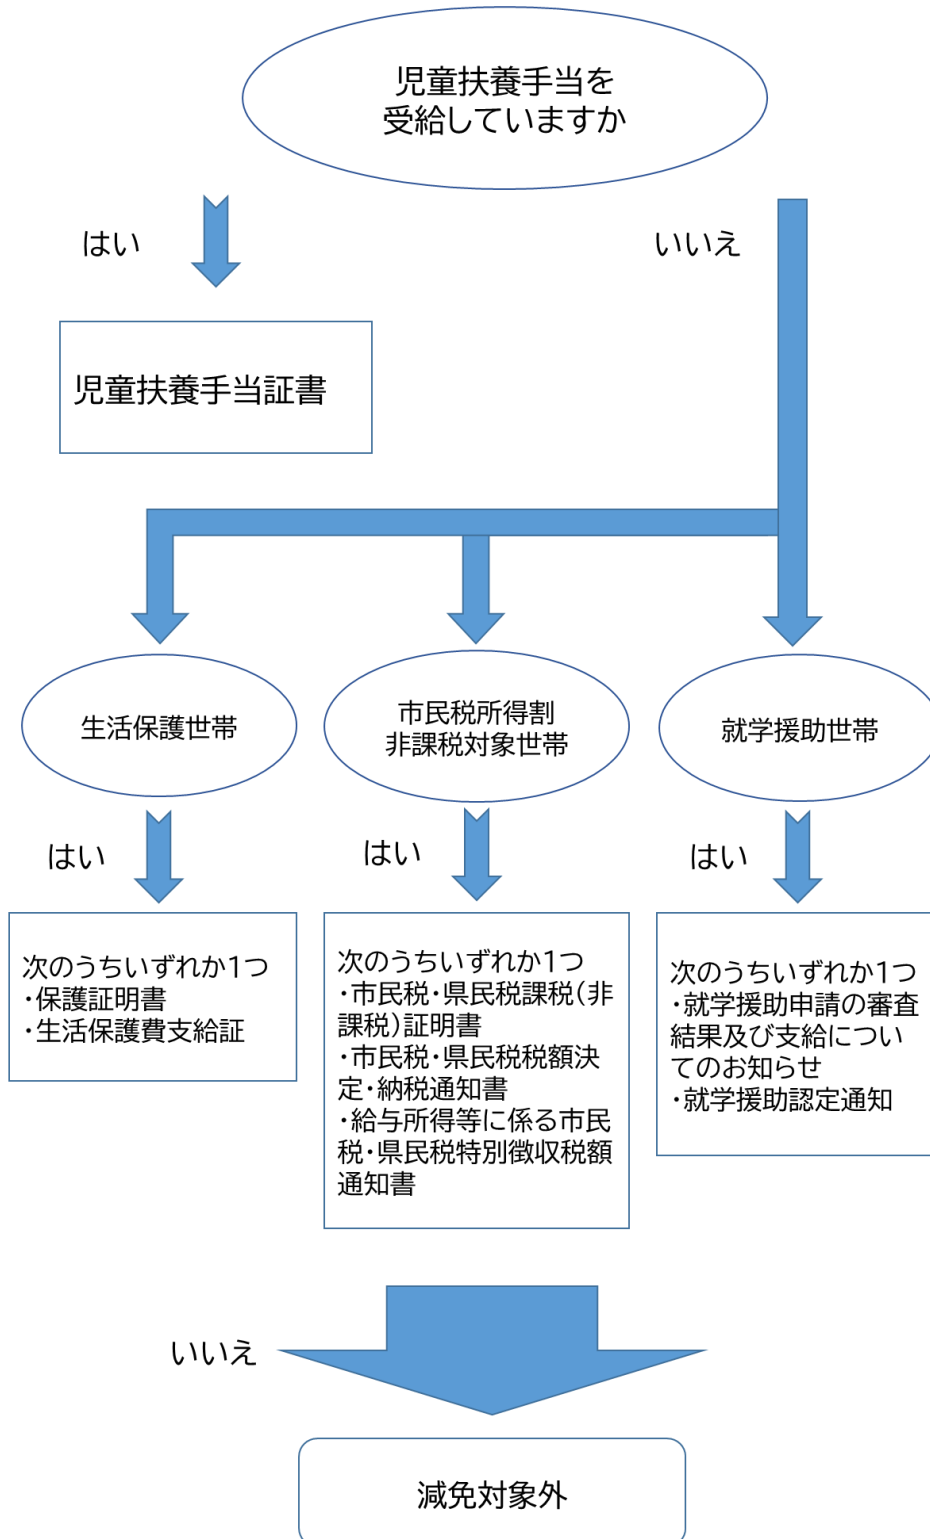 児童扶養手当を
受給していますか
はい
いいえ
児童扶養手当証書
生活保護世帯
市民税所得割
非課税対象世帯
就学援助世帯
はい
はい
はい
次のうちいずれか1つ
・保護証明書
・生活保護費支給証
次のうちいずれか1つ
・市民税・県民税課税(非
課税)証明書
・市民税・県民税税額決
定・納税通知書
・給与所得等に係る市民
税・県民税特別徴収税額
通知書
次のうちいずれか1つ
・就学援助申請の審査
結果及び支給につい
てのお知らせ
・就学援助認定通知
いいえ
減免対象外